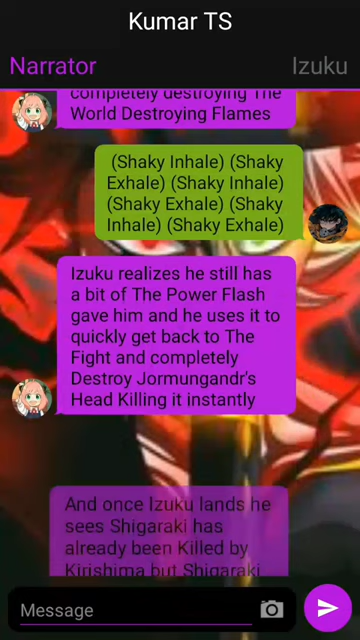 Kumar TS
Narrator
Izuku
completely destroying The
World Destroying Flames
(Shaky Inhale) (Shaky
Exhale) (Shaky Inhale)
(Shaky Exhale) (Shaky
Inhale) (Shaky Exhale)
Izuku realizes he still has
a bit of The Power Flash
gave him and he uses it to
quickly get back to The
Fight and completely
Destroy Jormungandr's
Head Killing it instantly
And once Izuku lands he
sees Shigaraki has
already been Killed by
Kirishima but Shigaraki
Message